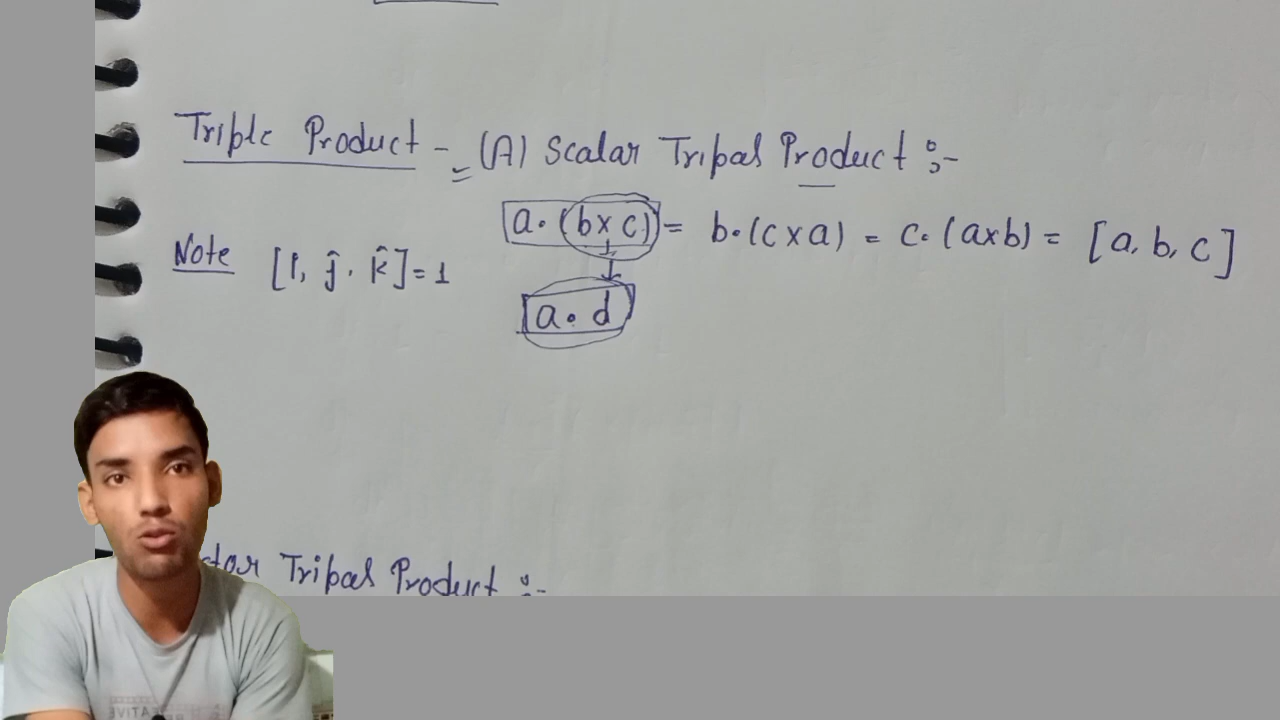 Triple Product - (A) Scalar Tripal Product :-
a·(b×c) = b·(c×a) = c·(a×b) = [a, b, c]
Note [î, ĵ, k̂]=1
a·d
Tripal Product :-